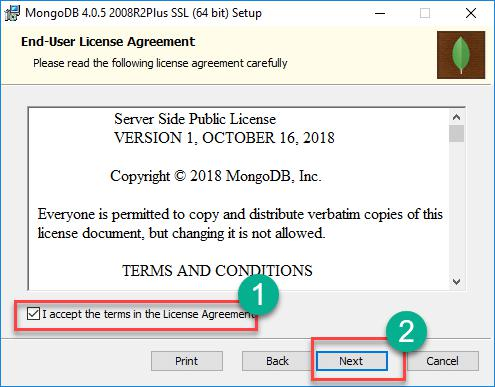 MongoDB 4.0.5 2008R2Plus SSL (64 bit) Setup
End-User License Agreement
Please read the following license agreement carefully
Server Side Public License
VERSION 1, OCTOBER 16, 2018
Copyright © 2018 MongoDB, Inc.
Everyone is permitted to copy and distribute verbatim copies of this
license document, but changing it is not allowed.
TERMS AND CONDITIONS
1
I accept the terms in the License Agreement
2
Print Back Next Cancel